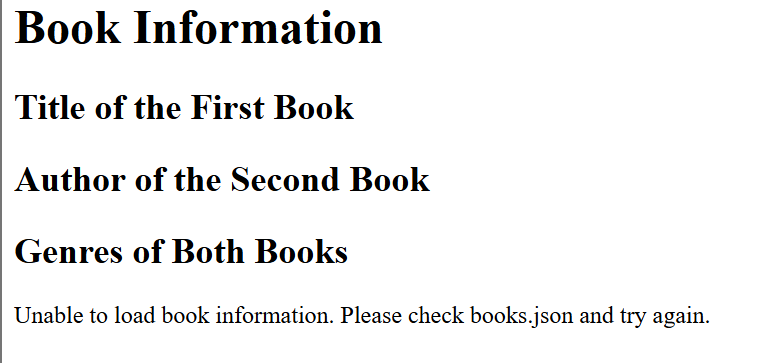 Book Information
Title of the First Book
Author of the Second Book
Genres of Both Books
Unable to load book information. Please check books.json and try again.